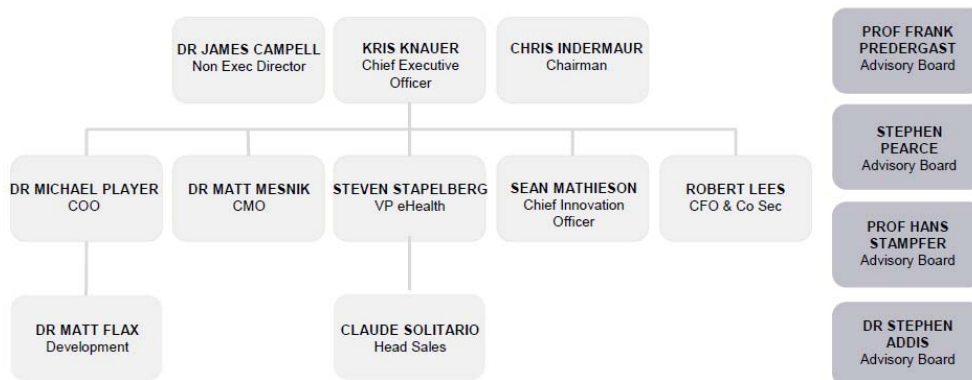 DR JAMES CAMPELL
Non Exec Director
KRIS KNAUER
Chief Executive
Officer
CHRIS INDERMAUR
Chairman
PROF FRANK
PREDERGAST
Advisory Board
STEPHEN
PEARCE
Advisory Board
DR MICHAEL PLAYER
COO
DR MATT MESNIK
CMO
STEVEN STAPELBERG
VP eHealth
SEAN MATHIESON
Chief Innovation
Officer
ROBERT LEES
CFO & Co Sec
PROF HANS
STAMPFER
Advisory Board
DR MATT FLAX
Development
CLAUDE SOLITARIO
Head Sales
DR STEPHEN
ADDIS
Advisory Board